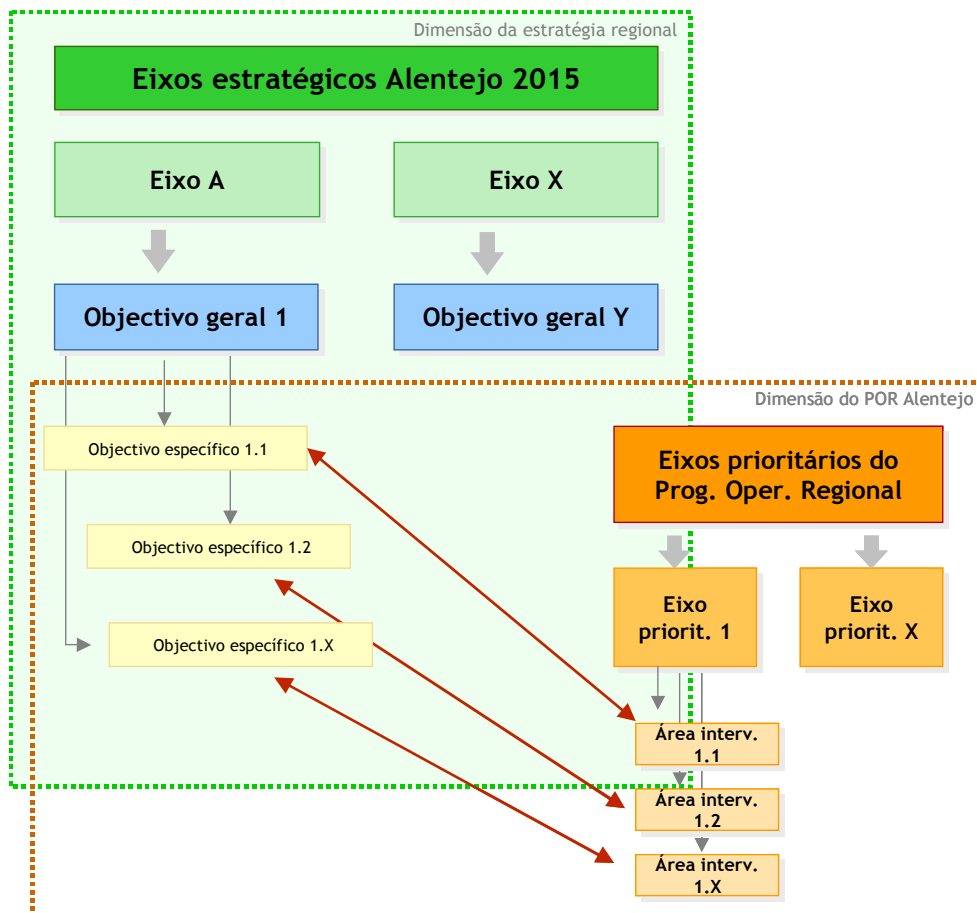 Dimensão da estratégia regional
Eixos estratégicos Alentejo 2015
Eixo A
Eixo X
Objectivo geral 1
Objectivo geral Y
Dimensão do POR Alentejo
Objectivo específico 1.1
Eixos prioritários do
Prog. Oper. Regional
Objectivo específico 1.2
Eixo
priorit. 1
Eixo
priorit. X
Objectivo específico 1.X
Área interv.
1.1
Área interv.
1.2
Área interv.
1.X